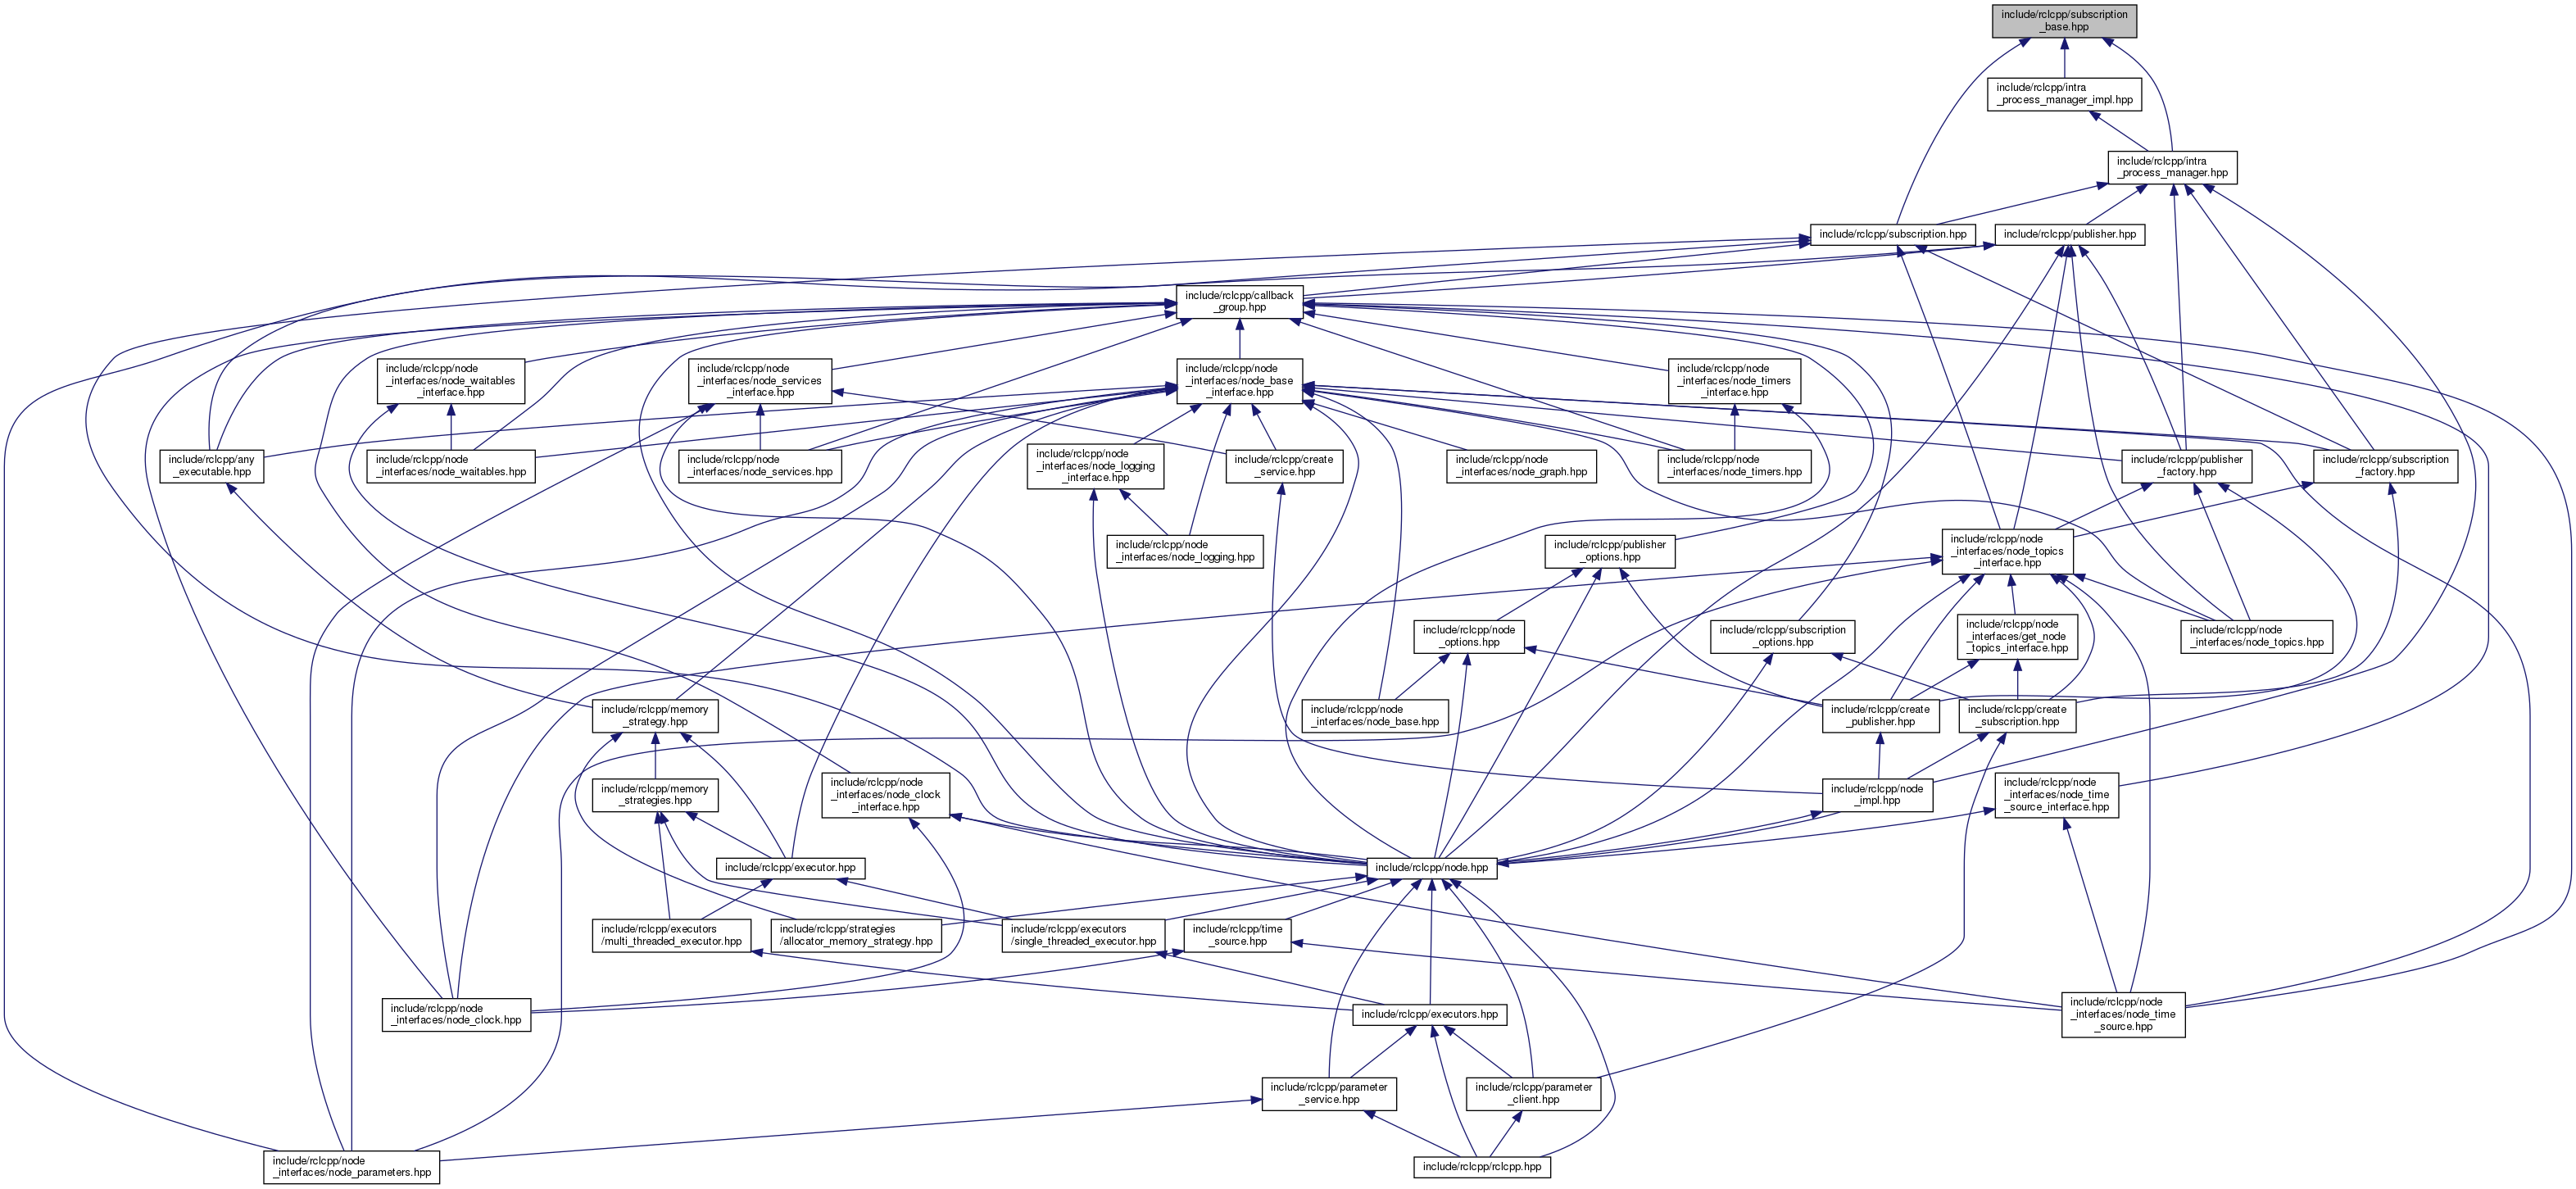 include/rclcpp/subscription
_base.hpp
include/rclcpp/intra
_process_manager_impl.hpp
include/rclcpp/intra
_process_manager.hpp
include/rclcpp/subscription.hpp
include/rclcpp/publisher.hpp
include/rclcpp/callback
_group.hpp
include/rclcpp/node
_interfaces/node_waitables
_interface.hpp
include/rclcpp/node
_interfaces/node_services
_interface.hpp
include/rclcpp/node
_interfaces/node_base
_interface.hpp
include/rclcpp/node
_interfaces/node_timers
_interface.hpp
include/rclcpp/any
_executable.hpp
include/rclcpp/node
_interfaces/node_waitables.hpp
include/rclcpp/node
_interfaces/node_services.hpp
include/rclcpp/node
_interfaces/node_logging
_interface.hpp
include/rclcpp/create
_service.hpp
include/rclcpp/node
_interfaces/node_graph.hpp
include/rclcpp/node
_interfaces/node_timers.hpp
include/rclcpp/publisher
_factory.hpp
include/rclcpp/subscription
_factory.hpp
include/rclcpp/node
_interfaces/node_logging.hpp
include/rclcpp/publisher
_options.hpp
include/rclcpp/node
_interfaces/node_topics
_interface.hpp
include/rclcpp/node
_options.hpp
include/rclcpp/subscription
_options.hpp
include/rclcpp/node
_interfaces/get_node
_topics_interface.hpp
include/rclcpp/node
_interfaces/node_topics.hpp
include/rclcpp/memory
_strategy.hpp
include/rclcpp/node
_interfaces/node_base.hpp
include/rclcpp/create
_publisher.hpp
include/rclcpp/create
_subscription.hpp
include/rclcpp/memory
_strategies.hpp
include/rclcpp/node
_interfaces/node_clock
_interface.hpp
include/rclcpp/node
_impl.hpp
include/rclcpp/node
_interfaces/node_time
_source_interface.hpp
include/rclcpp/executor.hpp
include/rclcpp/node.hpp
include/rclcpp/executors
/multi_threaded_executor.hpp
include/rclcpp/strategies
/allocator_memory_strategy.hpp
include/rclcpp/executors
/single_threaded_executor.hpp
include/rclcpp/time
_source.hpp
include/rclcpp/node
_interfaces/node_clock.hpp
include/rclcpp/executors.hpp
include/rclcpp/node
_interfaces/node_time
_source.hpp
include/rclcpp/parameter
_service.hpp
include/rclcpp/parameter
_client.hpp
include/rclcpp/node
_interfaces/node_parameters.hpp
include/rclcpp/rclcpp.hpp